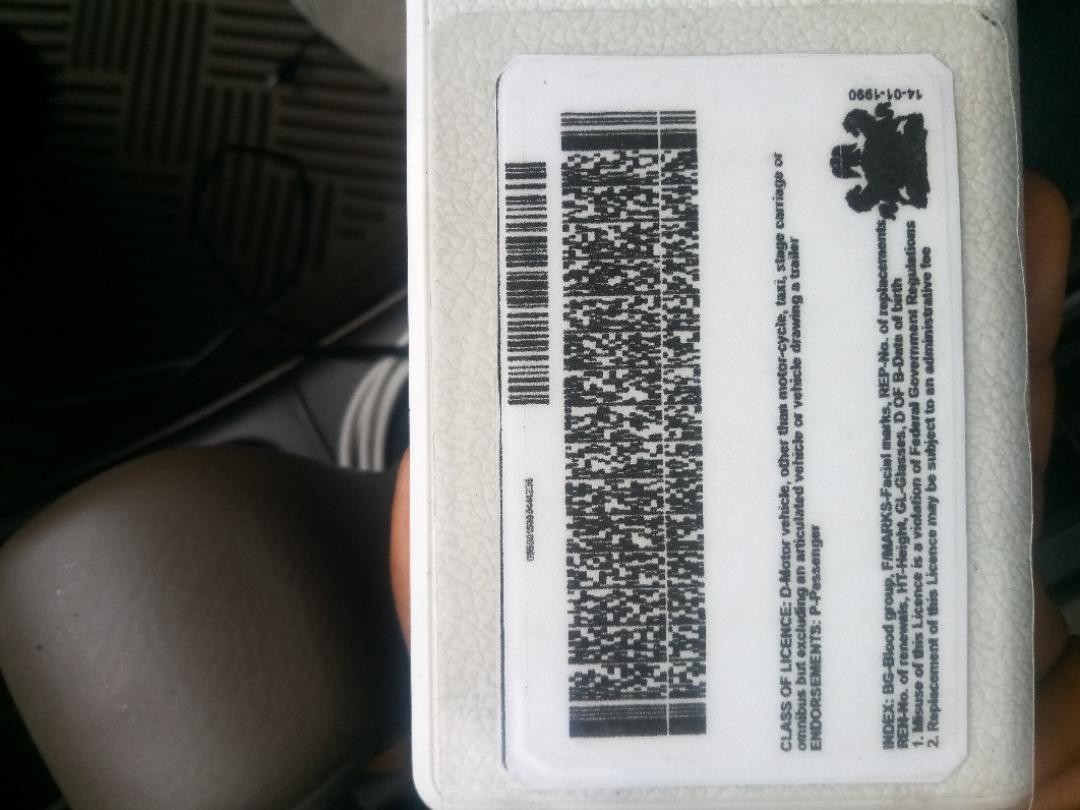 CLASS OF LICENCE: D-Motor vehicle, other than motor-cycle, taxi, stage carriage or
omnibus but excluding an articulated vehicle or vehicle drawing a trailer
ENDORSEMENTS: P-Passenger
14-01-1990
INDEX: BG-Blood group, F/MARKS-Facial marks, REP-No. of replacements
REN-No. of renewals, HT-Height, GL-Glasses, D OF B-Date of birth
1. Misuse of this Licence is a violation of Federal Government Regulations
2. Replacement of this Licence may be subject to an administrative fee